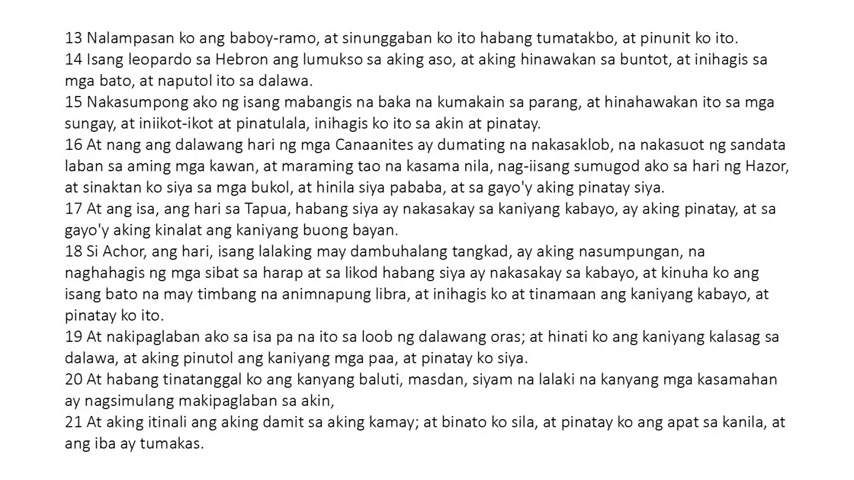 13 Nalampasan ko ang baboy-ramo, at sinunggaban ko ito habang tumatakbo, at pinunit ko ito.
14 Isang leopardo sa Hebron ang lumukso sa aking aso, at aking hinawakan sa buntot, at inihagis sa
mga bato, at naputol ito sa dalawa.
15 Nakasumpong ako ng isang mabangis na baka na kumakain sa parang, at hinahawakan ito sa mga
sungay, at iniikot-ikot at pinatulala, inihagis ko ito sa akin at pinatay.
16 At nang ang dalawang hari ng mga Canaanites ay dumating na nakasaklob, na nakasuot ng sandata
laban sa aming mga kawan, at maraming tao na kasama nila, nag-iisang sumugod ako sa hari ng Hazor,
at sinaktan ko siya sa mga bukol, at hinila siya pababa, at sa gayo'y aking pinatay siya.
17 At ang isa, ang hari sa Tapua, habang siya ay nakasakay sa kaniyang kabayo, ay aking pinatay, at sa
gayo'y aking kinalat ang kaniyang buong bayan.
18 Si Achor, ang hari, isang lalaking may dambuhalang tangkad, ay aking nasumpungan, na
naghahagis ng mga sibat sa harap at sa likod habang siya ay nakasakay sa kabayo, at kinuha ko ang
isang bato na may timbang na animnapung libra, at inihagis ko at tinamaan ang kaniyang kabayo, at
pinatay ko ito.
19 At nakipaglaban ako sa isa pa na ito sa loob ng dalawang oras; at hinati ko ang kaniyang kalasag sa
dalawa, at aking pinutol ang kaniyang mga paa, at pinatay ko siya.
20 At habang tinatanggal ko ang kanyang baluti, masdan, siyam na lalaki na kanyang mga kasamahan
ay nagsimulang makipaglaban sa akin,
21 At aking itinali ang aking damit sa aking kamay; at binato ko sila, at pinatay ko ang apat sa kanila, at
ang iba ay tumakas.